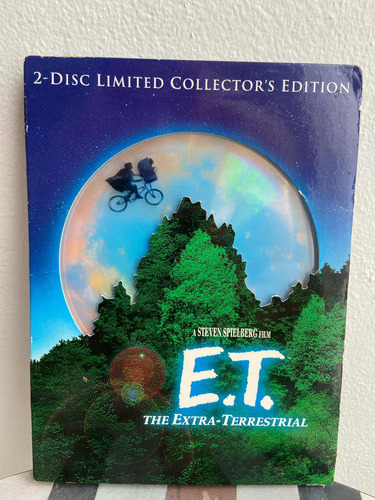 2-Disc Limited Collector's Edition
A STEVEN SPIELBERG FILM
E.T.
The Extra-Terrestrial